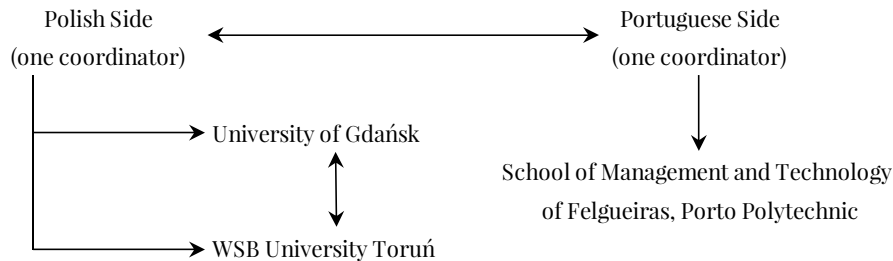 Polish Side
(one coordinator)
Portuguese Side
(one coordinator)
University of Gdańsk
School of Management and Technology
of Felgueiras, Porto Polytechnic
WSB University Toruń